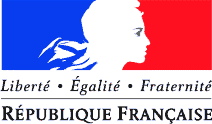 Liberté • Égalité • Fraternité
RÉPUBLIQUE FRANÇAISE